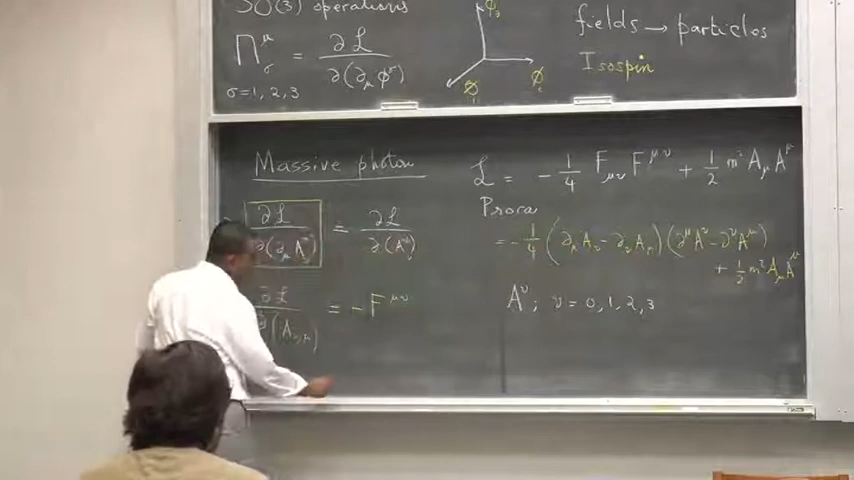 SO(3) operations
Π^μ_σ = ∂ℒ / ∂(∂_μ φ^σ)
σ = 1, 2, 3
φ_3
φ_1
φ_2
fields → particles
Isospin
Massive photon
∂ℒ / ∂(∂_μ A^ν) = ∂ℒ / ∂(A^ν)
∂ℒ / ∂(A_ν,μ) = - F^μν
ℒ = - 1/4 F_μν F^μν + 1/2 m² A_μ A^μ
Proca
= - 1/4 (∂_μ A_ν - ∂_ν A_μ)(∂^μ A^ν - ∂^ν A^μ)
+ 1/2 m² A_μ A^μ
A^ν ; ν = 0, 1, 2, 3